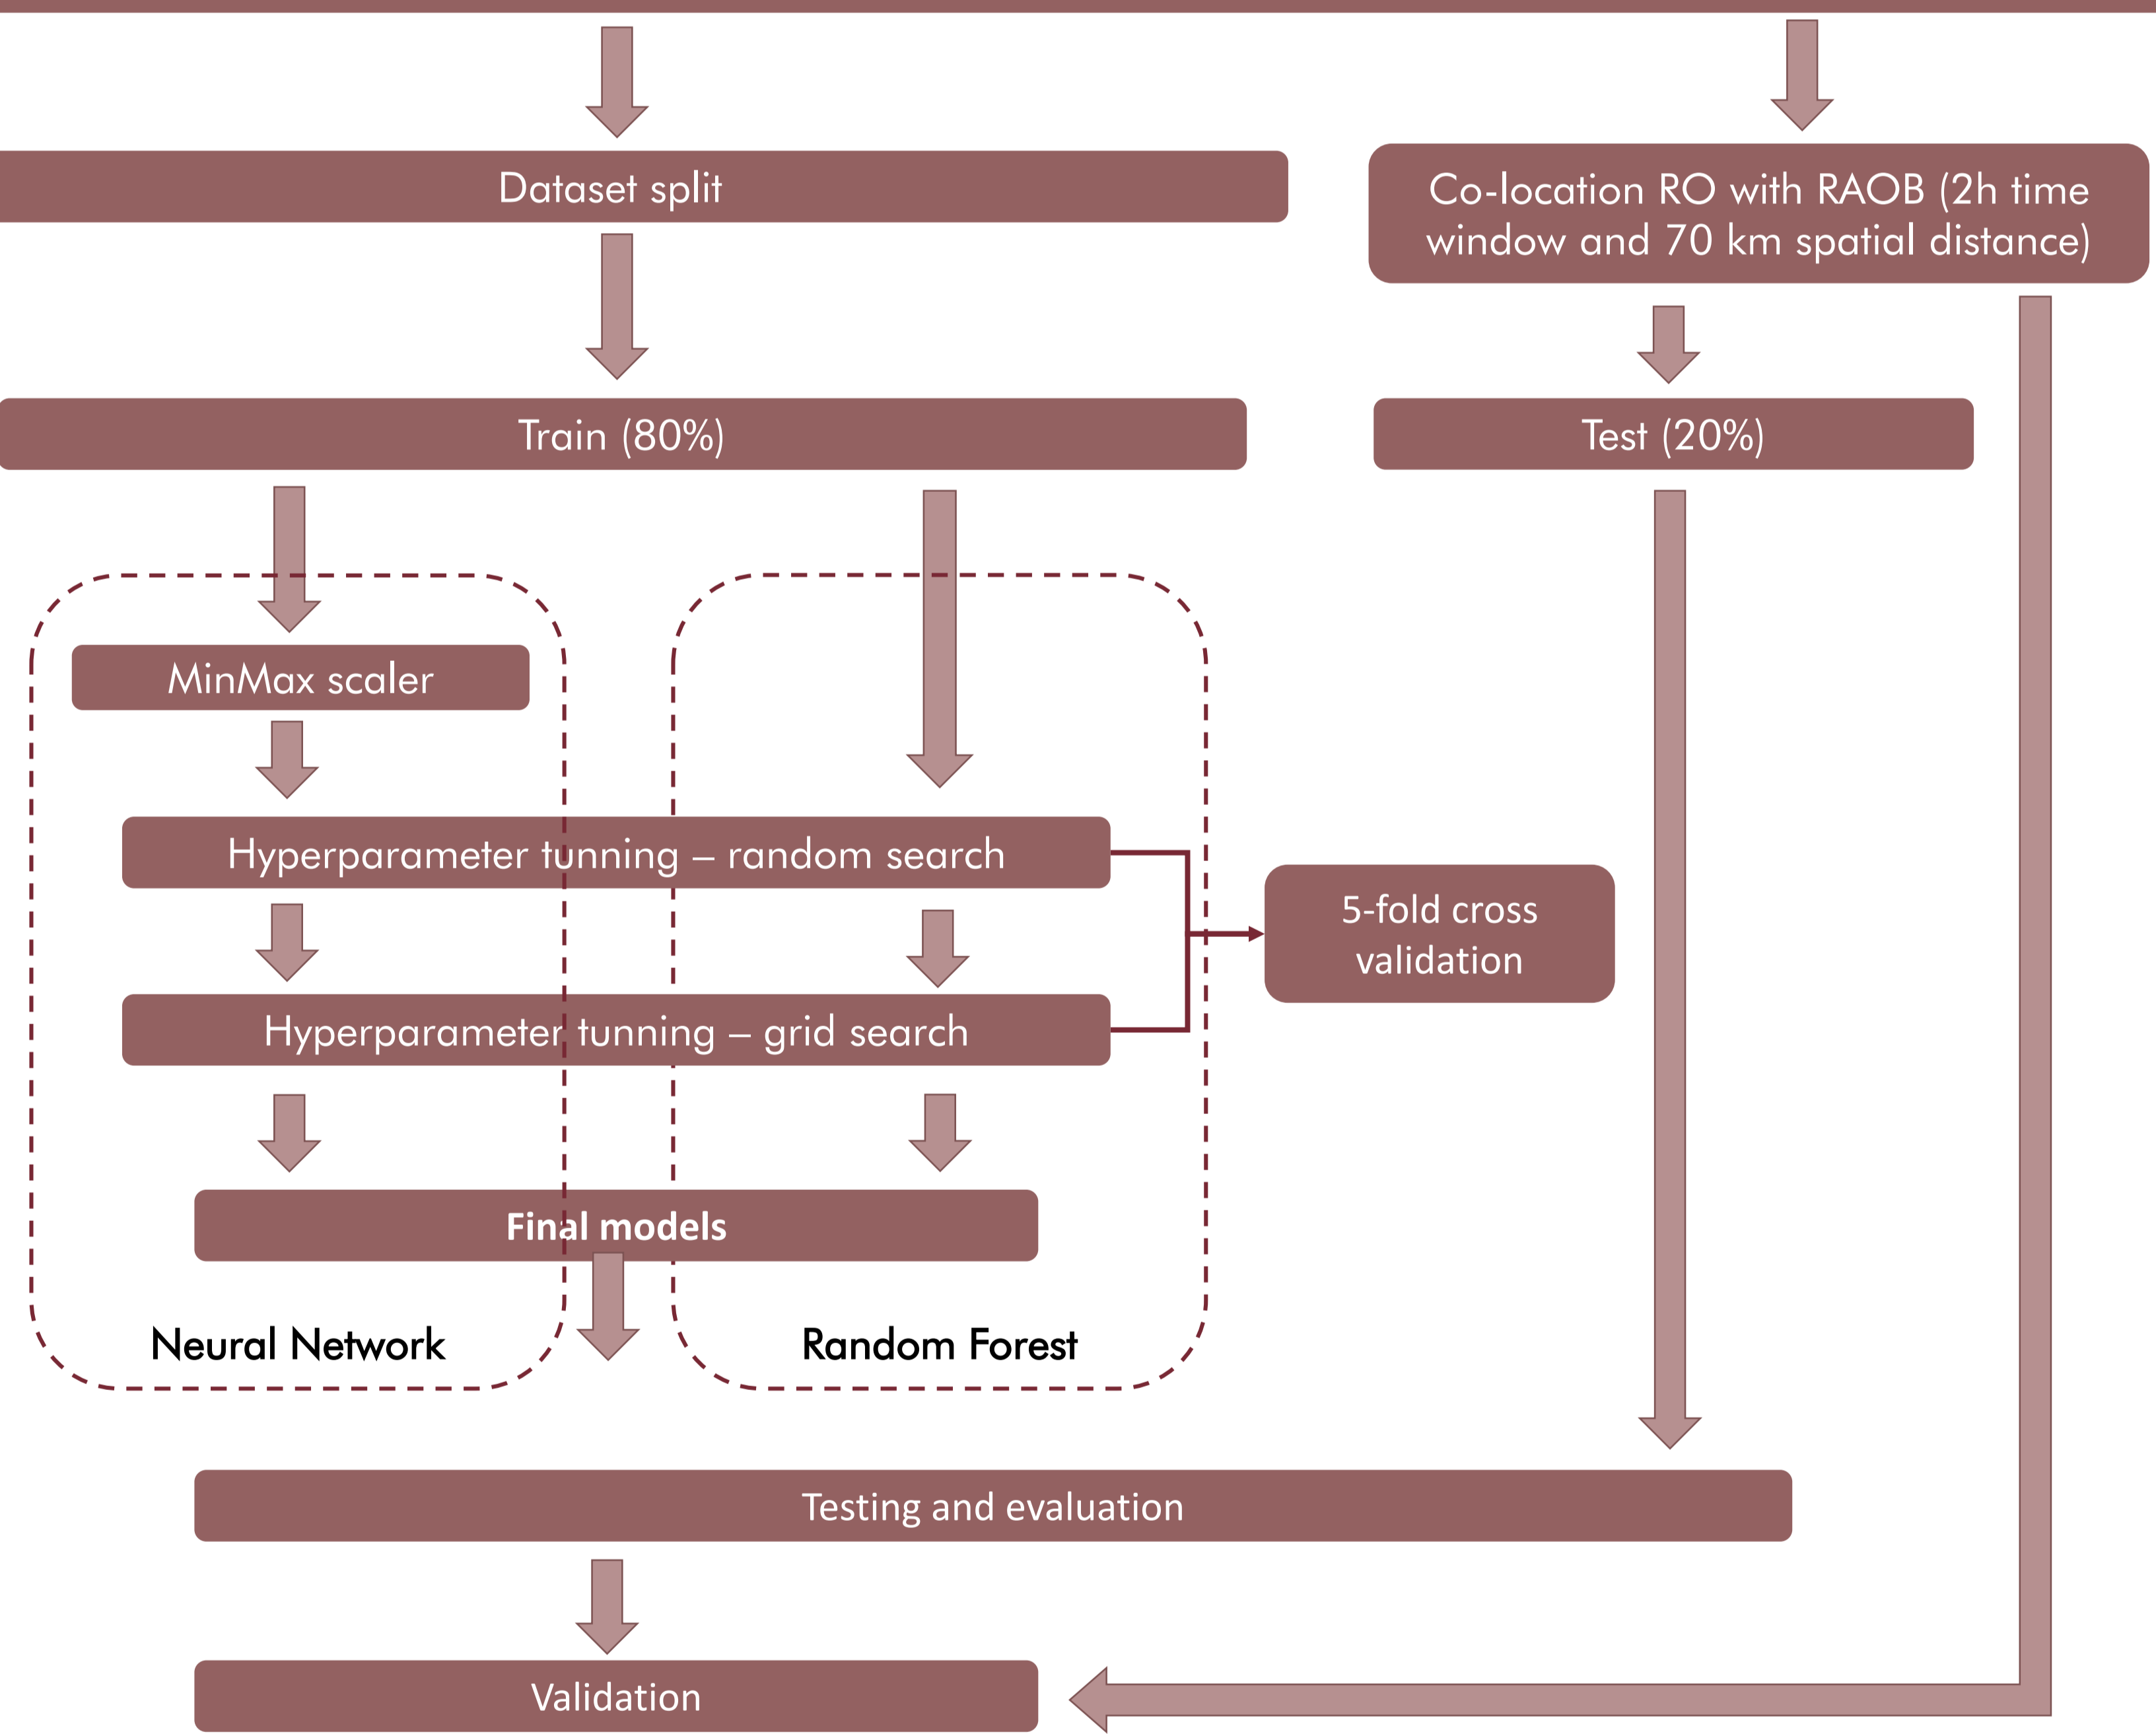 Dataset split
Co-location RO with RAOB (2h time
window and 70 km spatial distance)
Train (80%)
Test (20%)
MinMax scaler
Hyperparameter tunning – random search
5-fold cross
validation
Hyperparameter tunning – grid search
Final models
Neural Network
Random Forest
Testing and evaluation
Validation